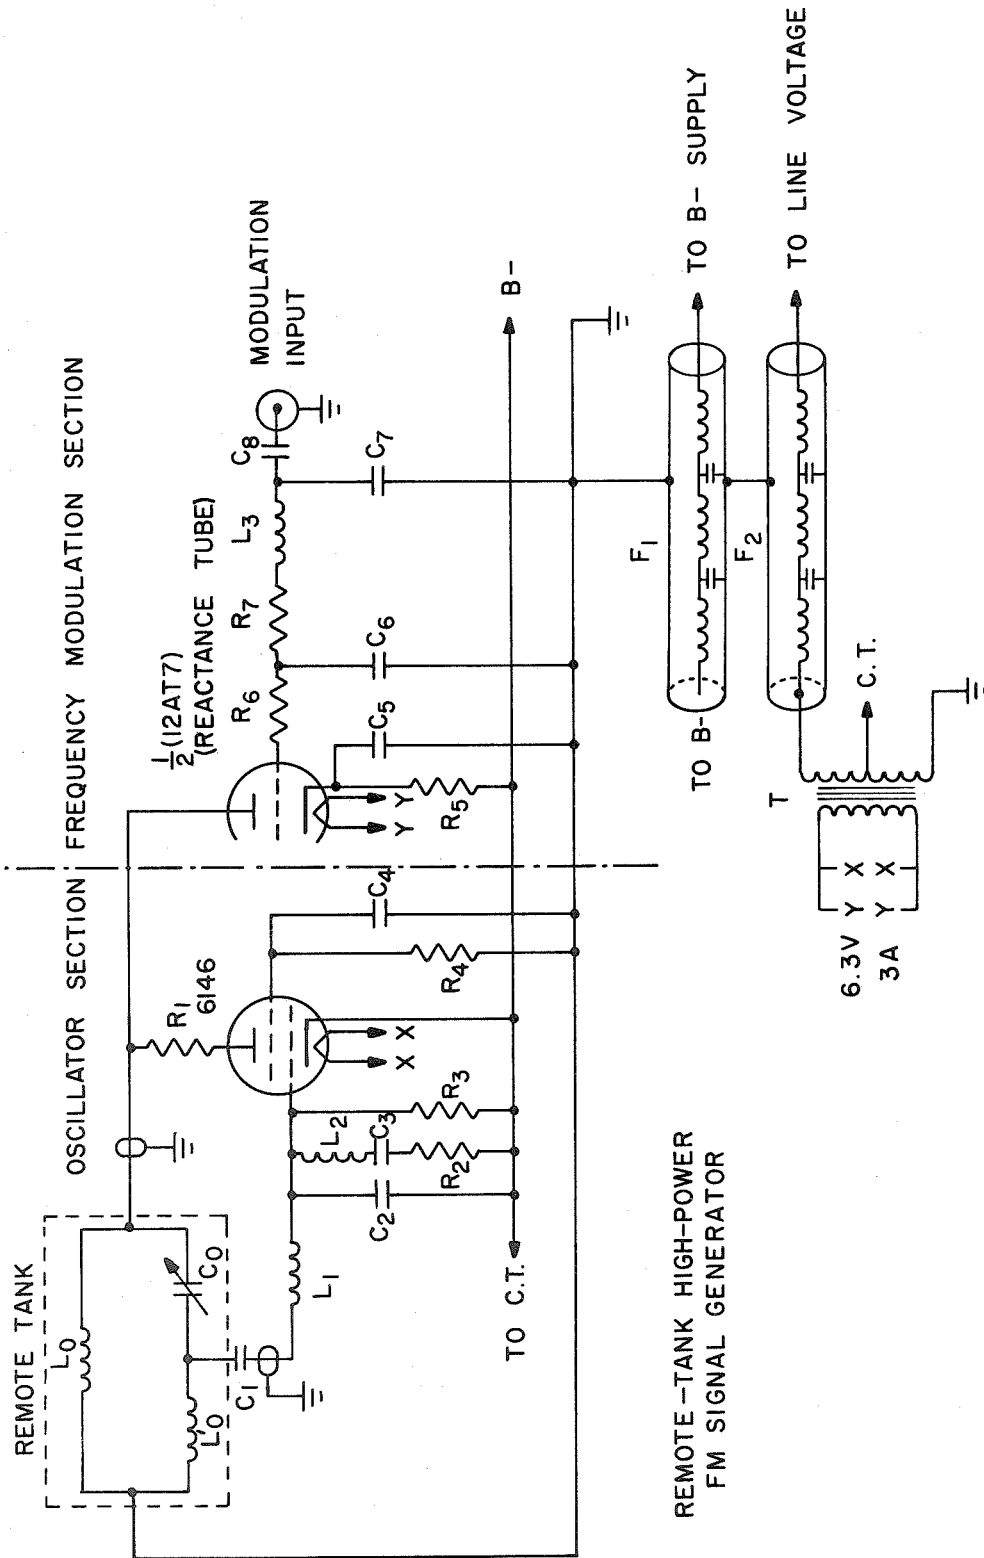 REMOTE TANK
L0
L'0
C0
C1
L1
OSCILLATOR SECTION
FREQUENCY MODULATION SECTION
R1
6146
L2
C2
C3
R2
R3
X X
R4
C4
1/2 (12AT7)
(REACTANCE TUBE)
Y Y
R5
C5
R6
C6
R7
L3
C7
C8
MODULATION
INPUT
TO C.T.
B-
F1
TO B-
TO B- SUPPLY
F2
TO LINE VOLTAGE
T
C.T.
6.3V Y X
3A Y X
REMOTE-TANK HIGH-POWER
FM SIGNAL GENERATOR